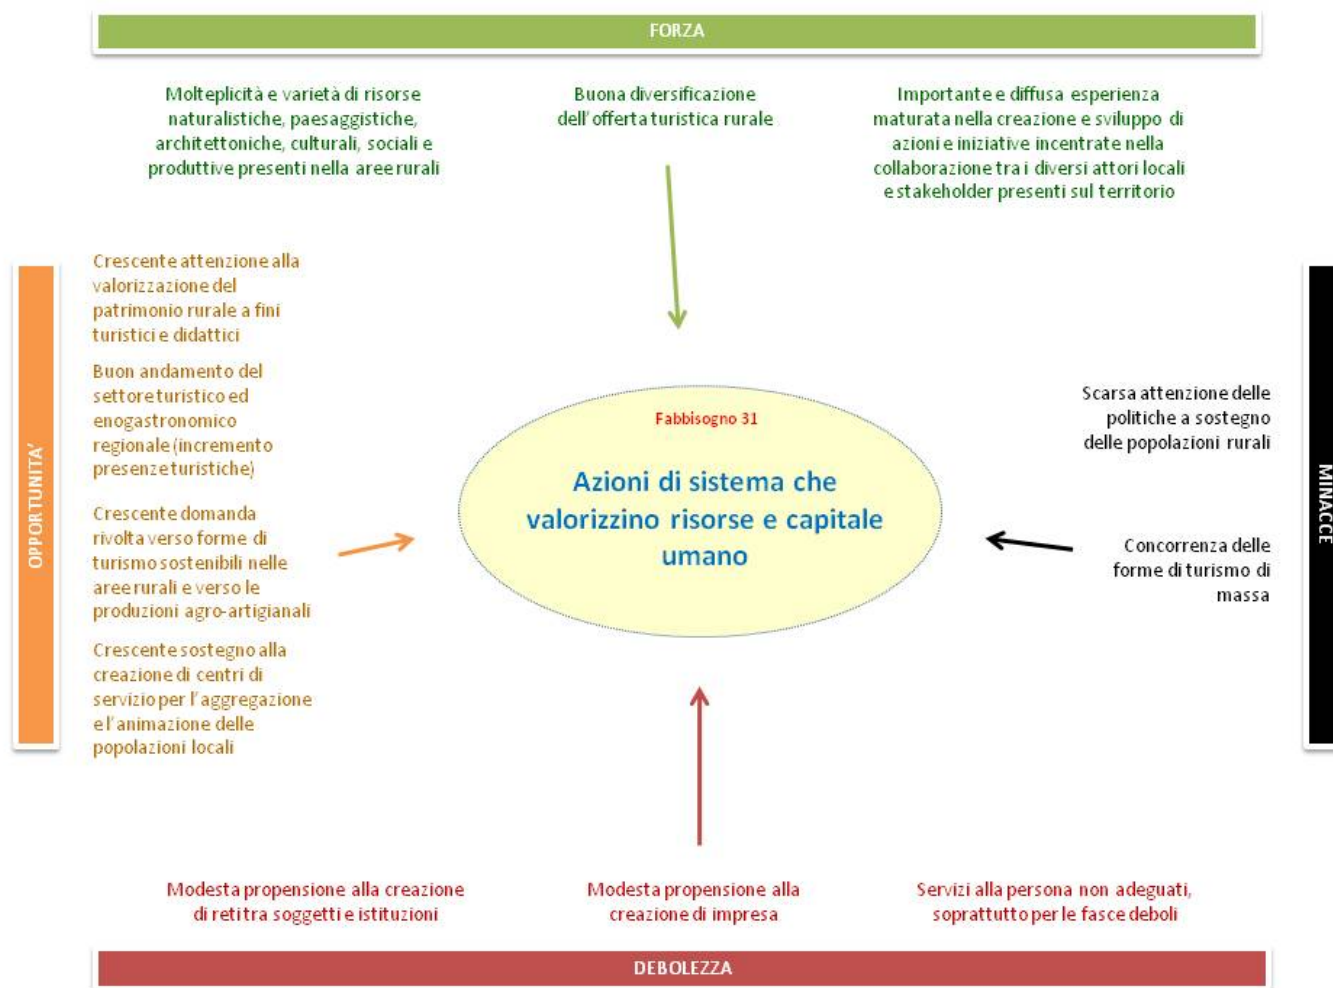 FORZA
Molteplicità e varietà di risorse
naturalistiche, paesaggistiche,
architettoniche, culturali, sociali e
produttive presenti nella aree rurali
Buona diversificazione
dell'offerta turistica rurale
Importante e diffusa esperienza
maturata nella creazione e sviluppo di
azioni e iniziative incentrate nella
collaborazione tra i diversi attori locali
e stakeholder presenti sul territorio
OPPORTUNITA'
Crescente attenzione alla
valorizzazione del
patrimonio rurale a fini
turistici e didattici
Buon andamento del
settore turistico ed
enogastronomico
regionale (incremento
presenze turistiche)
Crescente domanda
rivolta verso forme di
turismo sostenibili nelle
aree rurali e verso le
produzioni agro-artigianali
Crescente sostegno alla
creazione di centri di
servizio per l'aggregazione
e l'animazione delle
popolazioni locali
Fabbisogno 31
Azioni di sistema che
valorizzino risorse e capitale
umano
Scarsa attenzione delle
politiche a sostegno
delle popolazioni rurali
Concorrenza delle
forme di turismo di
massa
MINACCE
Modesta propensione alla creazione
di reti tra soggetti e istituzioni
Modesta propensione alla
creazione di impresa
Servizi alla persona non adeguati,
soprattutto per le fasce deboli
DEBOLEZZA